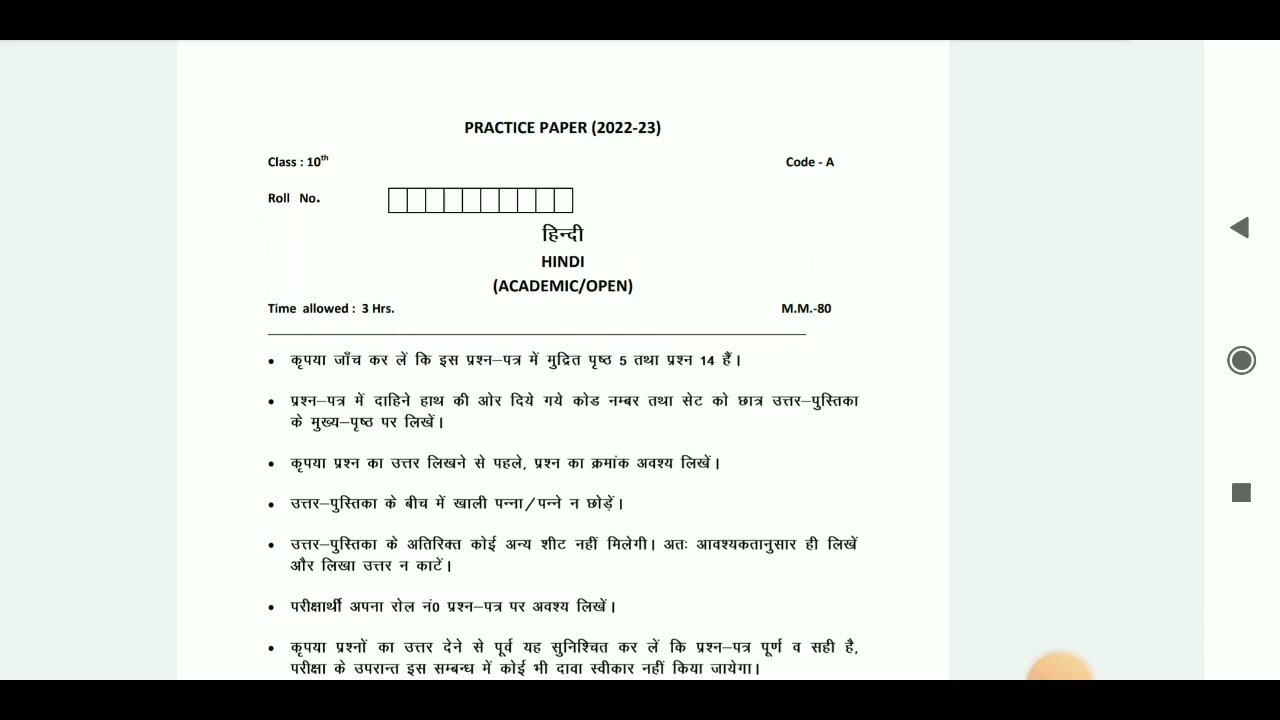 PRACTICE PAPER (2022-23)
Class : 10th
Code - A
Roll No.
हिन्दी
HINDI
(ACADEMIC/OPEN)
Time allowed : 3 Hrs.
M.M.-80
• कृपया जाँच कर लें कि इस प्रश्न–पत्र में मुद्रित पृष्ठ 5 तथा प्रश्न 14 हैं।
• प्रश्न–पत्र में दाहिने हाथ की ओर दिये गये कोड नम्बर तथा सेट को छात्र उत्तर–पुस्तिका
के मुख्य–पृष्ठ पर लिखें।
• कृपया प्रश्न का उत्तर लिखने से पहले, प्रश्न का क्रमांक अवश्य लिखें।
• उत्तर–पुस्तिका के बीच में खाली पन्ना/पन्ने न छोड़ें।
• उत्तर–पुस्तिका के अतिरिक्त कोई अन्य शीट नहीं मिलेगी। अतः आवश्यकतानुसार ही लिखें
और लिखा उत्तर न काटें।
• परीक्षार्थी अपना रोल नं0 प्रश्न–पत्र पर अवश्य लिखें।
• कृपया प्रश्नों का उत्तर देने से पूर्व यह सुनिश्चित कर लें कि प्रश्न–पत्र पूर्ण व सही है,
परीक्षा के उपरान्त इस सम्बन्ध में कोई भी दावा स्वीकार नहीं किया जायेगा।